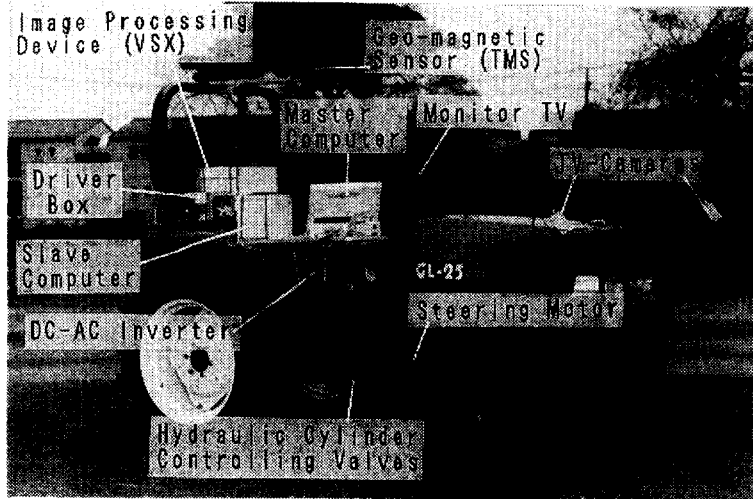 Image Processing
Device (VSX)
Geo-magnetic
Sensor (TMS)
Master
Computer
Monitor TV
TV-Camera
Driver
Box
Slave
Computer
GL-25
DC-AC Inverter
Steering Motor
Hydraulic Cylinder
Controlling Valves